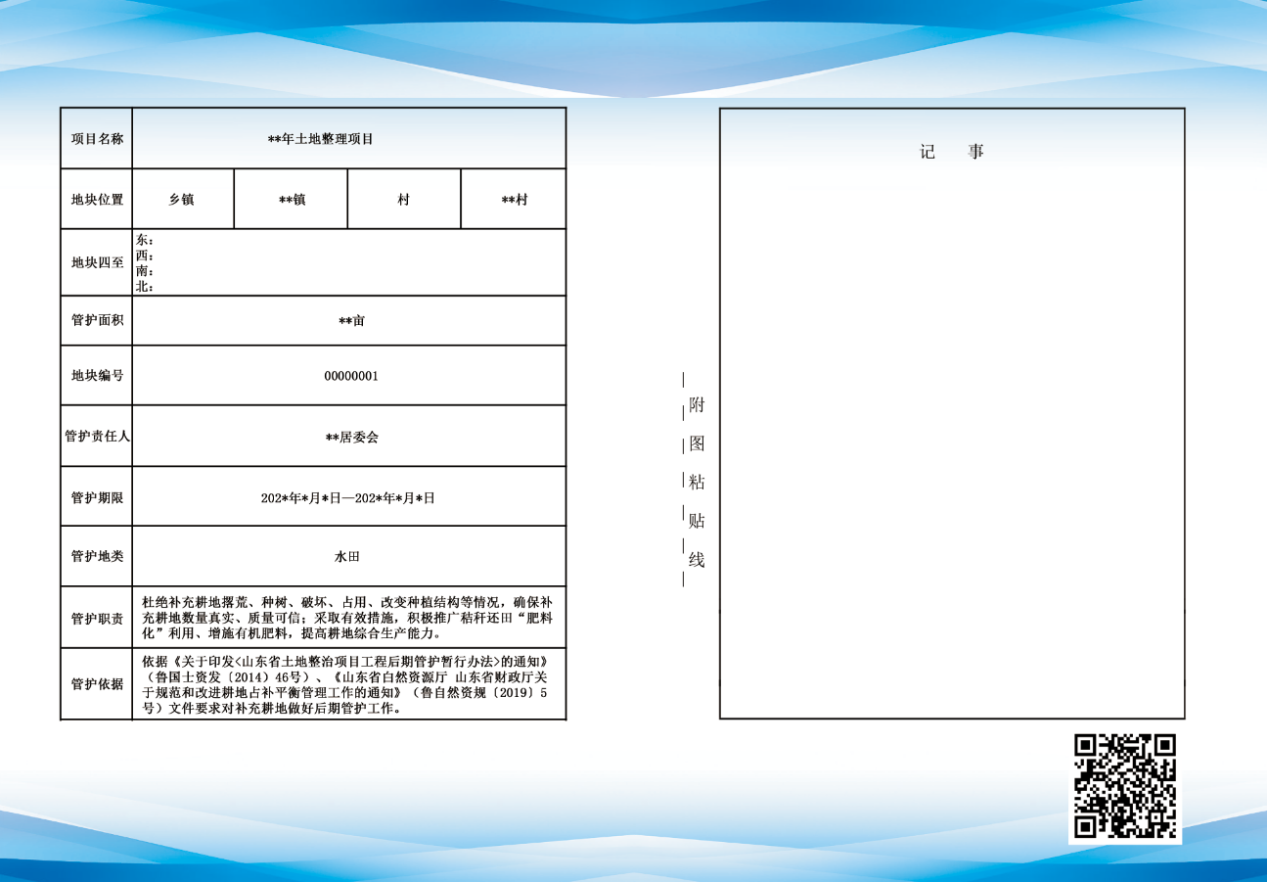 项目名称 **年土地整理项目
地块位置 乡镇 **镇 村 **村
地块四至
东：
西：
南：
北：
管护面积 **亩
地块编号 00000001
管护责任人 **居委会
管护期限 202*年*月*日—202*年*月*日
管护地类 水田
管护职责
杜绝补充耕地撂荒、种树、破坏、占用、改变种植结构等情况，确保补
充耕地数量真实、质量可信；采取有效措施，积极推广秸秆还田“肥料
化”利用、增施有机肥料，提高耕地综合生产能力。
管护依据
依据《关于印发<山东省土地整治项目工程后期管护暂行办法>的通知》
（鲁国土资发〔2014〕46号）、《山东省自然资源厅 山东省财政厅关
于规范和改进耕地占补平衡管理工作的通知》（鲁自然资规〔2019〕5
号）文件要求对补充耕地做好后期管护工作。
附图粘贴线
记 事